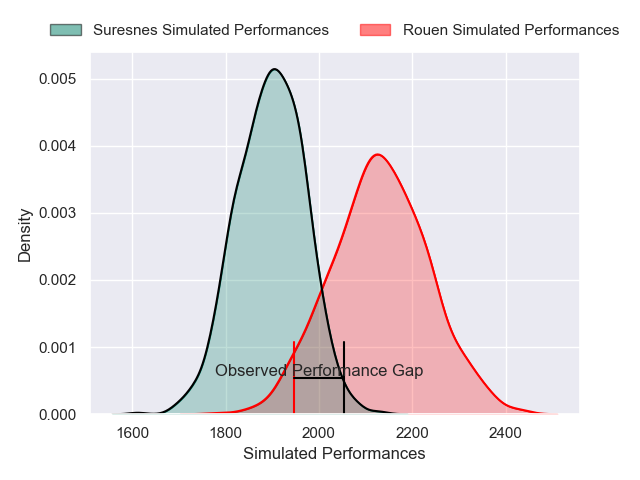 Suresnes Simulated Performances Rouen Simulated Performances
0.005
0.004
0.003
0.002
0.001
0.000
Density
Observed Performance Gap
1600 1800 2000 2200 2400
Simulated Performances